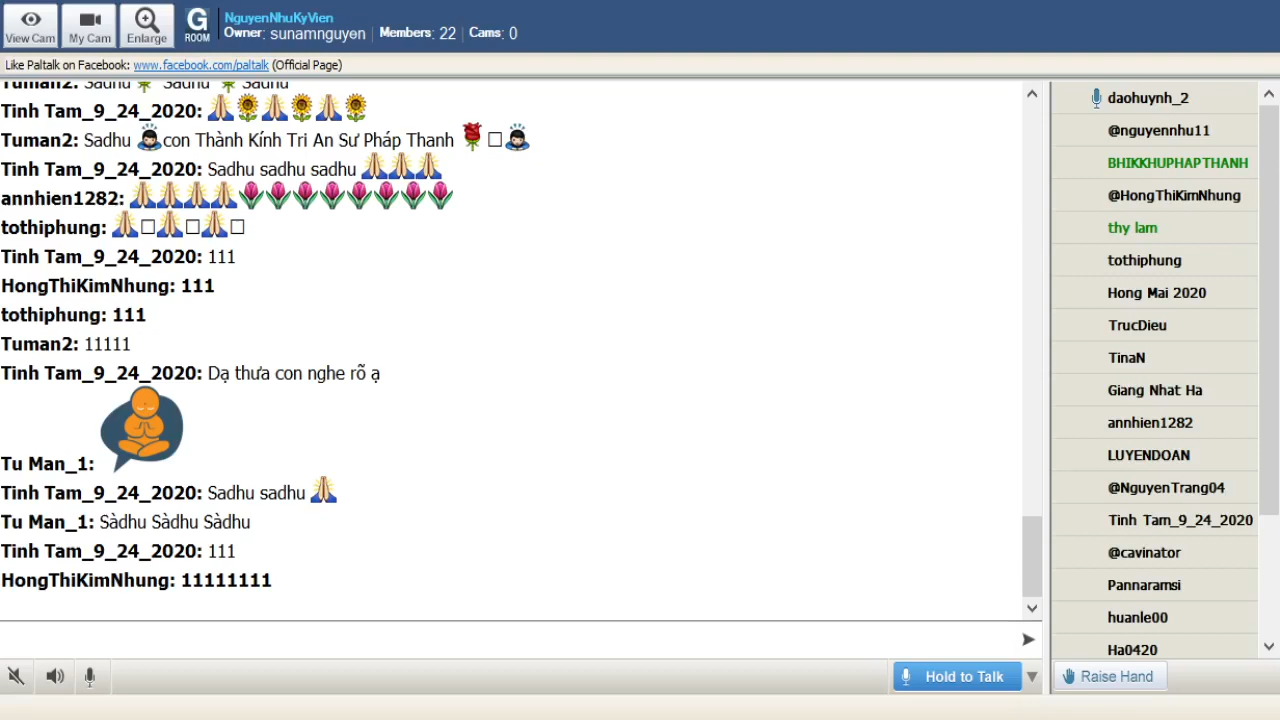 View Cam
My Cam
Enlarge
G
ROOM
NguyenNhuKyVien
Owner: sunamnguyen | Members: 22 | Cams: 0
Like Paltalk on Facebook: www.facebook.com/paltalk (Official Page)
Tuman2: Sadhu Sadhu Sadhu
Tinh Tam_9_24_2020:
Tuman2: Sadhu con Thành Kính Tri An Sư Pháp Thanh
Tinh Tam_9_24_2020: Sadhu sadhu sadhu
annhien1282:
tothiphung:
Tinh Tam_9_24_2020: 111
HongThiKimNhung: 111
tothiphung: 111
Tuman2: 11111
Tinh Tam_9_24_2020: Dạ thưa con nghe rõ ạ
Tu Man_1:
Tinh Tam_9_24_2020: Sadhu sadhu
Tu Man_1: Sàdhu Sàdhu Sàdhu
Tinh Tam_9_24_2020: 111
HongThiKimNhung: 11111111
daohuynh_2
@nguyennhu11
BHIKKHUPHAPTHANH
@HongThiKimNhung
thy lam
tothiphung
Hong Mai 2020
TrucDieu
TinaN
Giang Nhat Ha
annhien1282
LUYENDOAN
@NguyenTrang04
Tinh Tam_9_24_2020
@cavinator
Pannaramsi
huanle00
Ha0420
Hold to Talk
Raise Hand